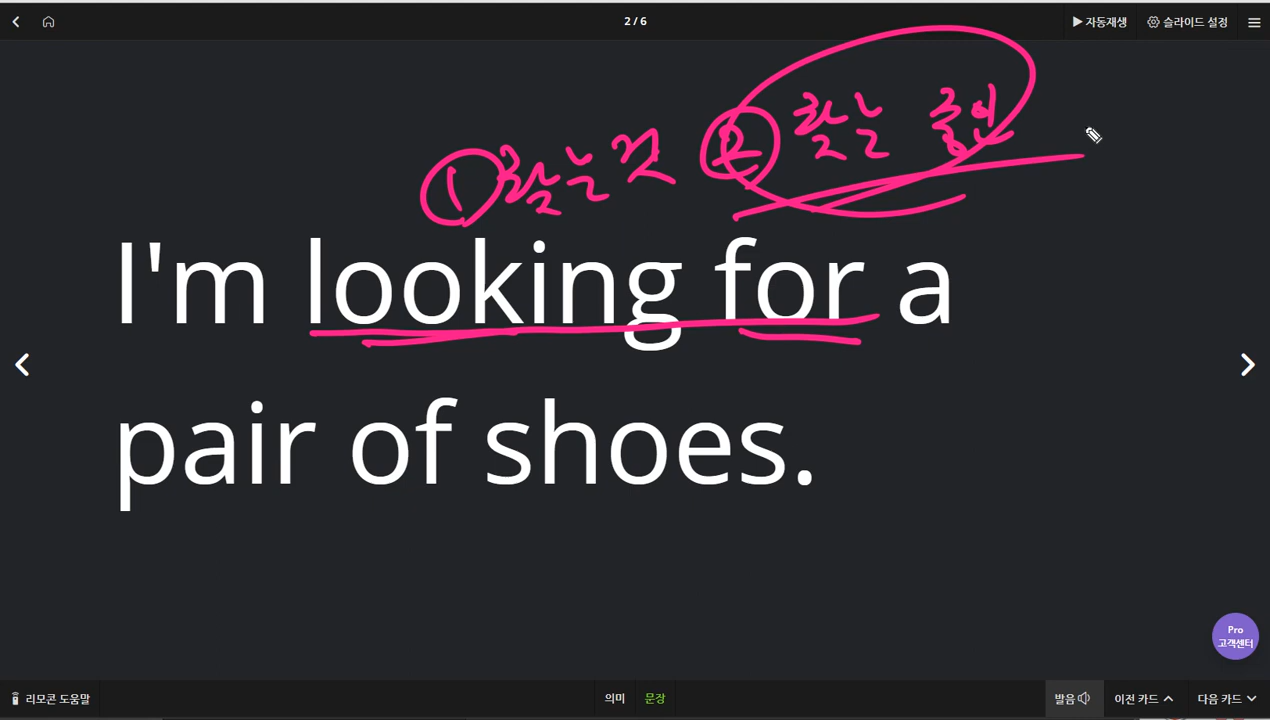 2 / 6
자동재생
슬라이드 설정
① 찾는 것 ② 찾는 중인
I'm looking for a
pair of shoes.
Pro
고객센터
리모콘 도움말
의미 문장
발음
이전 카드
다음 카드